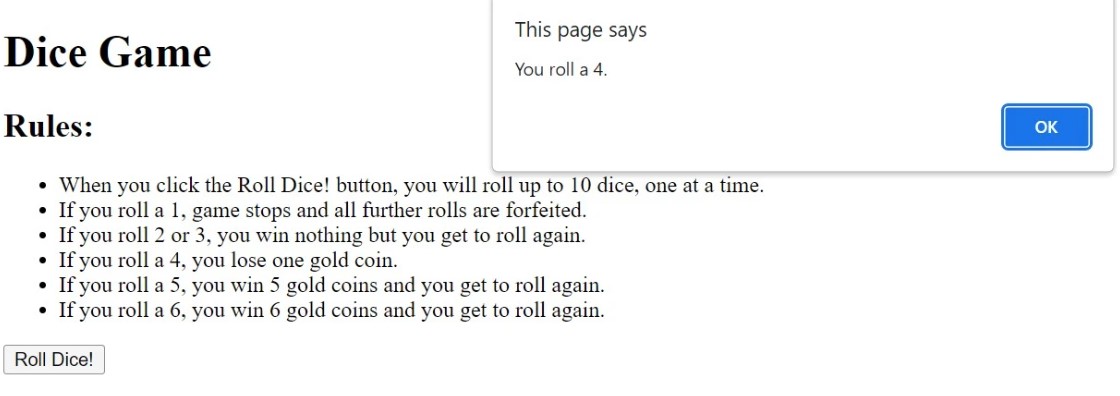 Dice Game
This page says
You roll a 4.
OK
Rules:
When you click the Roll Dice! button, you will roll up to 10 dice, one at a time.
If you roll a 1, game stops and all further rolls are forfeited.
If you roll 2 or 3, you win nothing but you get to roll again.
If you roll a 4, you lose one gold coin.
If you roll a 5, you win 5 gold coins and you get to roll again.
If you roll a 6, you win 6 gold coins and you get to roll again.
Roll Dice!